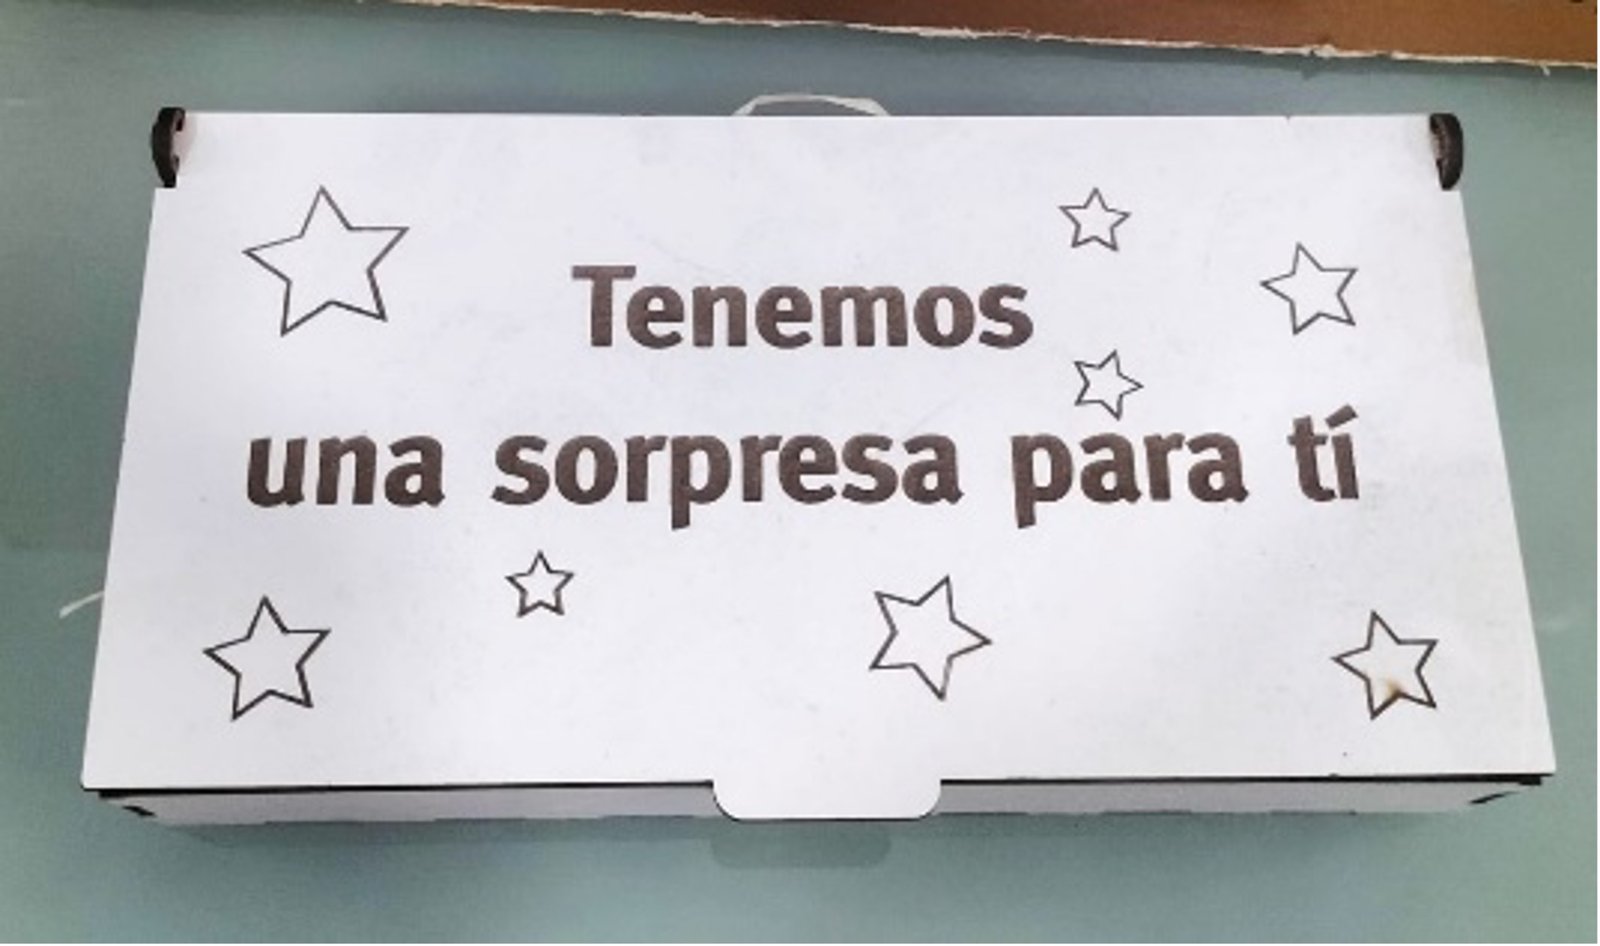 Tenemos
una sorpresa para tí